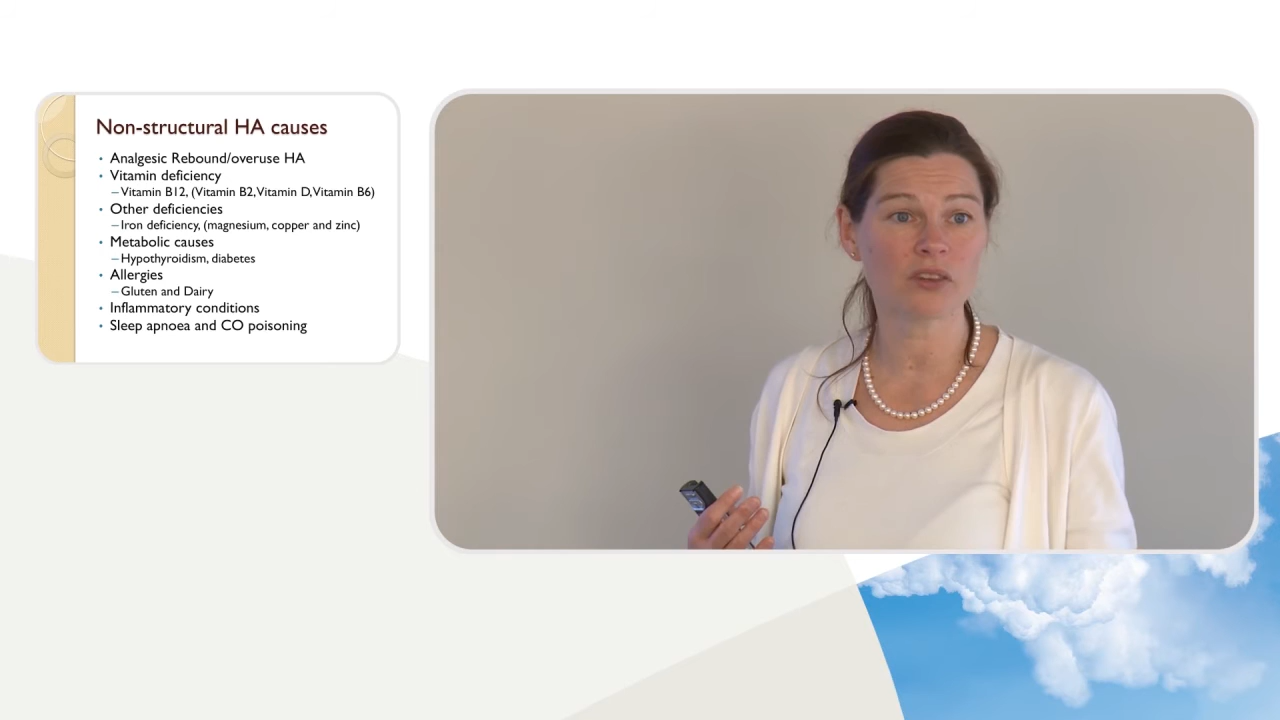 Non-structural HA causes
• Analgesic Rebound/overuse HA
• Vitamin deficiency
–Vitamin B12, (Vitamin B2,Vitamin D,Vitamin B6)
• Other deficiencies
–Iron deficiency, (magnesium, copper and zinc)
• Metabolic causes
–Hypothyroidism, diabetes
• Allergies
–Gluten and Dairy
• Inflammatory conditions
• Sleep apnoea and CO poisoning